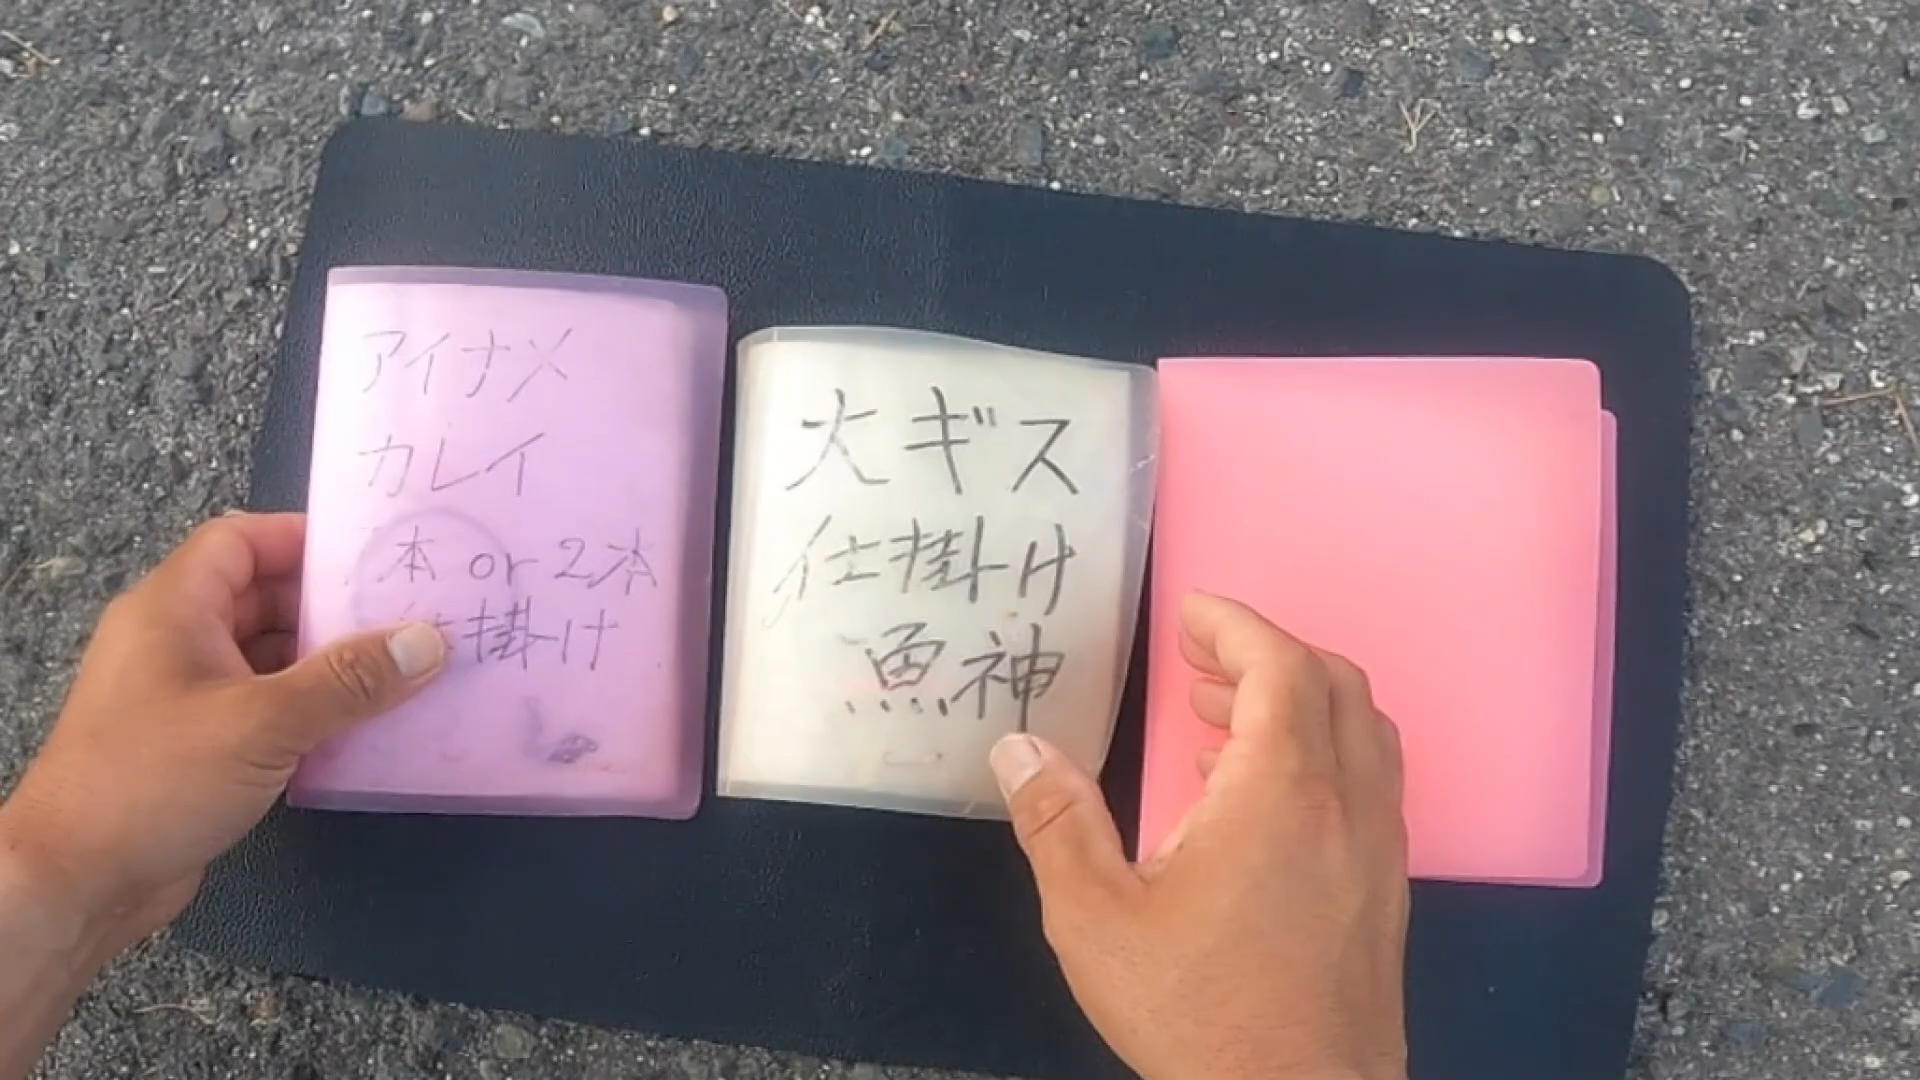 アイナメ
カレイ
本 or 2本
仕掛け
大ギス
仕掛け
魚神